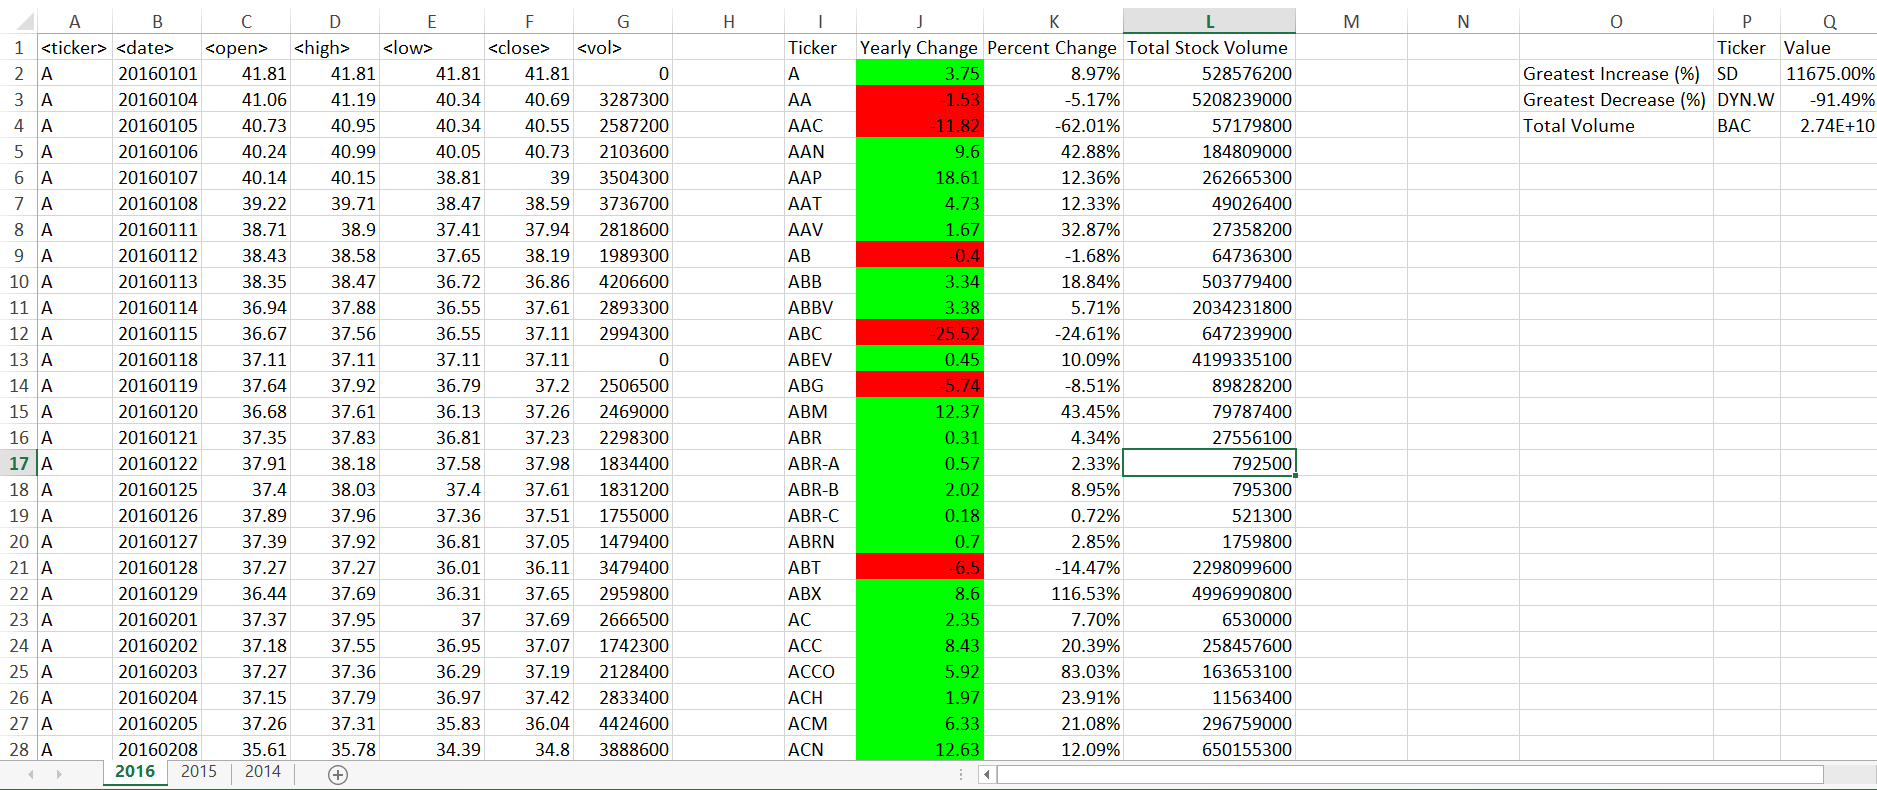 A B C D E F G H I J K L M N O P Q
1 <ticker> <date> <open> <high> <low> <close> <vol> Ticker Yearly Change Percent Change Total Stock Volume Ticker Value
2 A 20160101 41.81 41.81 41.81 41.81 0 A 3.75 8.97% 528576200 Greatest Increase (%) SD 11675.00%
3 A 20160104 41.06 41.19 40.34 40.69 3287300 AA -1.53 -5.17% 5208239000 Greatest Decrease (%) DYN.W -91.49%
4 A 20160105 40.73 40.95 40.34 40.55 2587200 AAC -11.82 -62.01% 57179800 Total Volume BAC 2.74E+10
5 A 20160106 40.24 40.99 40.05 40.73 2103600 AAN 9.6 42.88% 184809000
6 A 20160107 40.14 40.15 38.81 39 3504300 AAP 18.61 12.36% 262665300
7 A 20160108 39.22 39.71 38.47 38.59 3736700 AAT 4.73 12.33% 49026400
8 A 20160111 38.71 38.9 37.41 37.94 2818600 AAV 1.67 32.87% 27358200
9 A 20160112 38.43 38.58 37.65 38.19 1989300 AB -0.4 -1.68% 64736300
10 A 20160113 38.35 38.47 36.72 36.86 4206600 ABB 3.34 18.84% 503779400
11 A 20160114 36.94 37.88 36.55 37.61 2893300 ABBV 3.38 5.71% 2034231800
12 A 20160115 36.67 37.56 36.55 37.11 2994300 ABC -25.52 -24.61% 647239900
13 A 20160118 37.11 37.11 37.11 37.11 0 ABEV 0.45 10.09% 4199335100
14 A 20160119 37.64 37.92 36.79 37.2 2506500 ABG -5.74 -8.51% 89828200
15 A 20160120 36.68 37.61 36.13 37.26 2469000 ABM 12.37 43.45% 79787400
16 A 20160121 37.35 37.83 36.81 37.23 2298300 ABR 0.31 4.34% 27556100
17 A 20160122 37.91 38.18 37.58 37.98 1834400 ABR-A 0.57 2.33% 792500
18 A 20160125 37.4 38.03 37.4 37.61 1831200 ABR-B 2.02 8.95% 795300
19 A 20160126 37.89 37.96 37.36 37.51 1755000 ABR-C 0.18 0.72% 521300
20 A 20160127 37.39 37.92 36.81 37.05 1479400 ABRN 0.7 2.85% 1759800
21 A 20160128 37.27 37.27 36.01 36.11 3479400 ABT -6.5 -14.47% 2298099600
22 A 20160129 36.44 37.69 36.31 37.65 2959800 ABX 8.6 116.53% 4996990800
23 A 20160201 37.37 37.95 37 37.69 2666500 AC 2.35 7.70% 6530000
24 A 20160202 37.18 37.55 36.95 37.07 1742300 ACC 8.43 20.39% 258457600
25 A 20160203 37.27 37.36 36.29 37.19 2128400 ACCO 5.92 83.03% 163653100
26 A 20160204 37.15 37.79 36.97 37.42 2833400 ACH 1.97 23.91% 11563400
27 A 20160205 37.26 37.31 35.83 36.04 4424600 ACM 6.33 21.08% 296759000
28 A 20160208 35.61 35.78 34.39 34.8 3888600 ACN 12.63 12.09% 650155300
2016 2015 2014